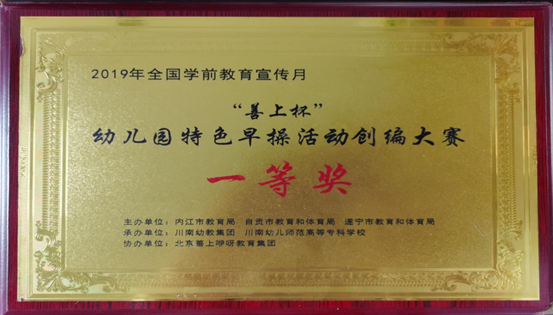 2019年全国学前教育宣传月
“善上杯”
幼儿园特色早操活动创编大赛
一等奖
主办单位：内江市教育局 自贡市教育和体育局 遂宁市教育和体育局
承办单位：川南幼教集团 川南幼儿师范高等专科学校
协办单位：北京善上咿呀教育集团